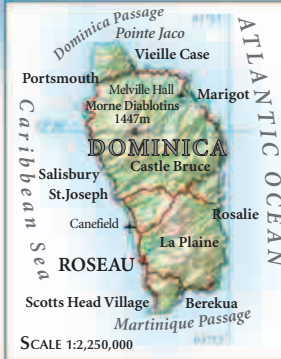 Dominica Passage
Pointe Jaco
Vieille Case
Portsmouth
Melville Hall
Marigot
Morne Diablotins
1447m
ATLANTIC OCEAN
Caribbean Sea
DOMINICA
Castle Bruce
Salisbury
St.Joseph
Rosalie
Canefield
La Plaine
ROSEAU
Scotts Head Village
Berekua
Martinique Passage
SCALE 1:2,250,000